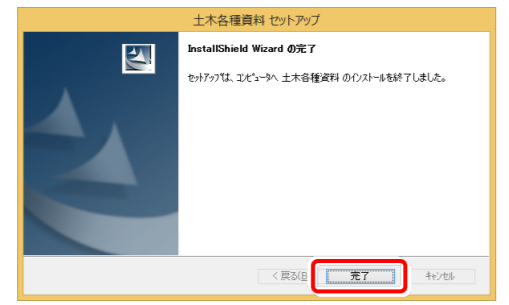 土木各種資料 セットアップ
InstallShield Wizard の完了
ｾｯﾄｱｯﾌﾟは、ｺﾝﾋﾟｭｰﾀへ 土木各種資料 のｲﾝｽﾄｰﾙを終了しました。
< 戻る(B 完了 ｷｬﾝｾﾙ